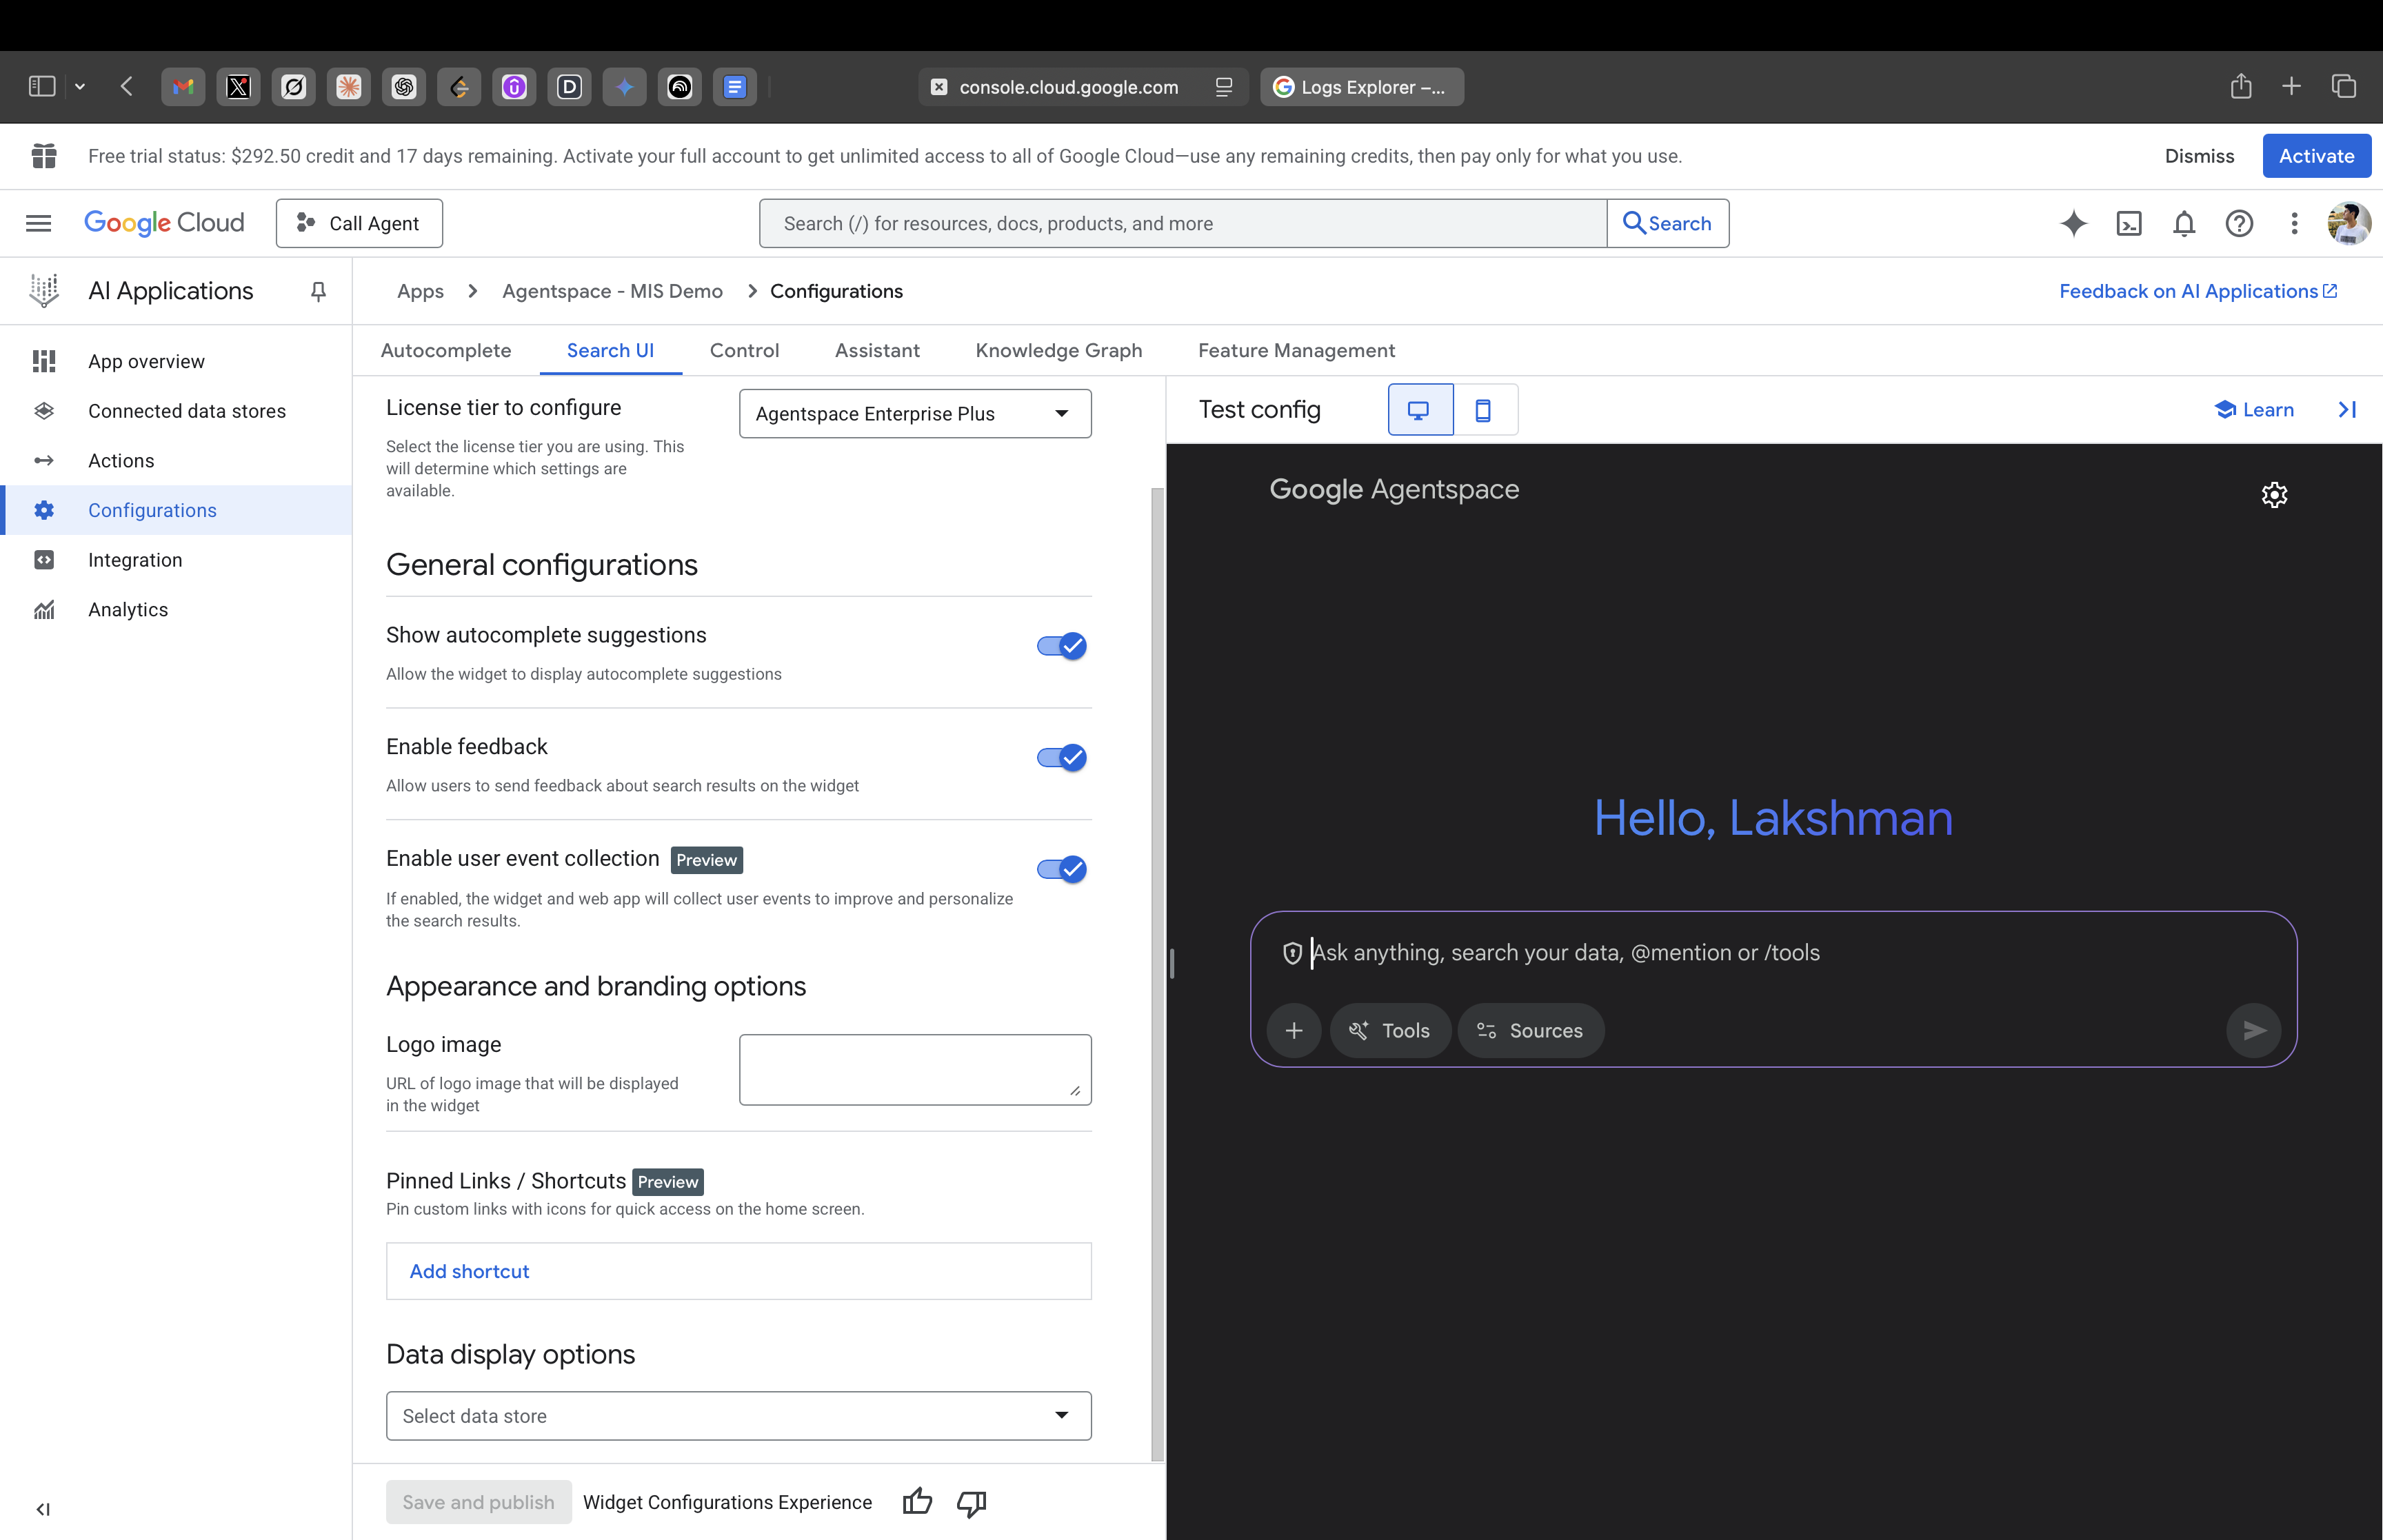 console.cloud.google.com
Logs Explorer –...
Free trial status: $292.50 credit and 17 days remaining. Activate your full account to get unlimited access to all of Google Cloud—use any remaining credits, then pay only for what you use.
Dismiss
Activate
Google Cloud
Call Agent
Search (/) for resources, docs, products, and more
Search
AI Applications
Apps
Agentspace - MIS Demo
Configurations
Feedback on AI Applications
App overview
Connected data stores
Actions
Configurations
Integration
Analytics
Autocomplete
Search UI
Control
Assistant
Knowledge Graph
Feature Management
License tier to configure
Select the license tier you are using. This
will determine which settings are
available.
Agentspace Enterprise Plus
General configurations
Show autocomplete suggestions
Allow the widget to display autocomplete suggestions
Enable feedback
Allow users to send feedback about search results on the widget
Enable user event collection Preview
If enabled, the widget and web app will collect user events to improve and personalize
the search results.
Appearance and branding options
Logo image
URL of logo image that will be displayed
in the widget
Pinned Links / Shortcuts Preview
Pin custom links with icons for quick access on the home screen.
Add shortcut
Data display options
Select data store
Save and publish
Widget Configurations Experience
Test config
Learn
Google Agentspace
Hello, Lakshman
Ask anything, search your data, @mention or /tools
Tools
Sources